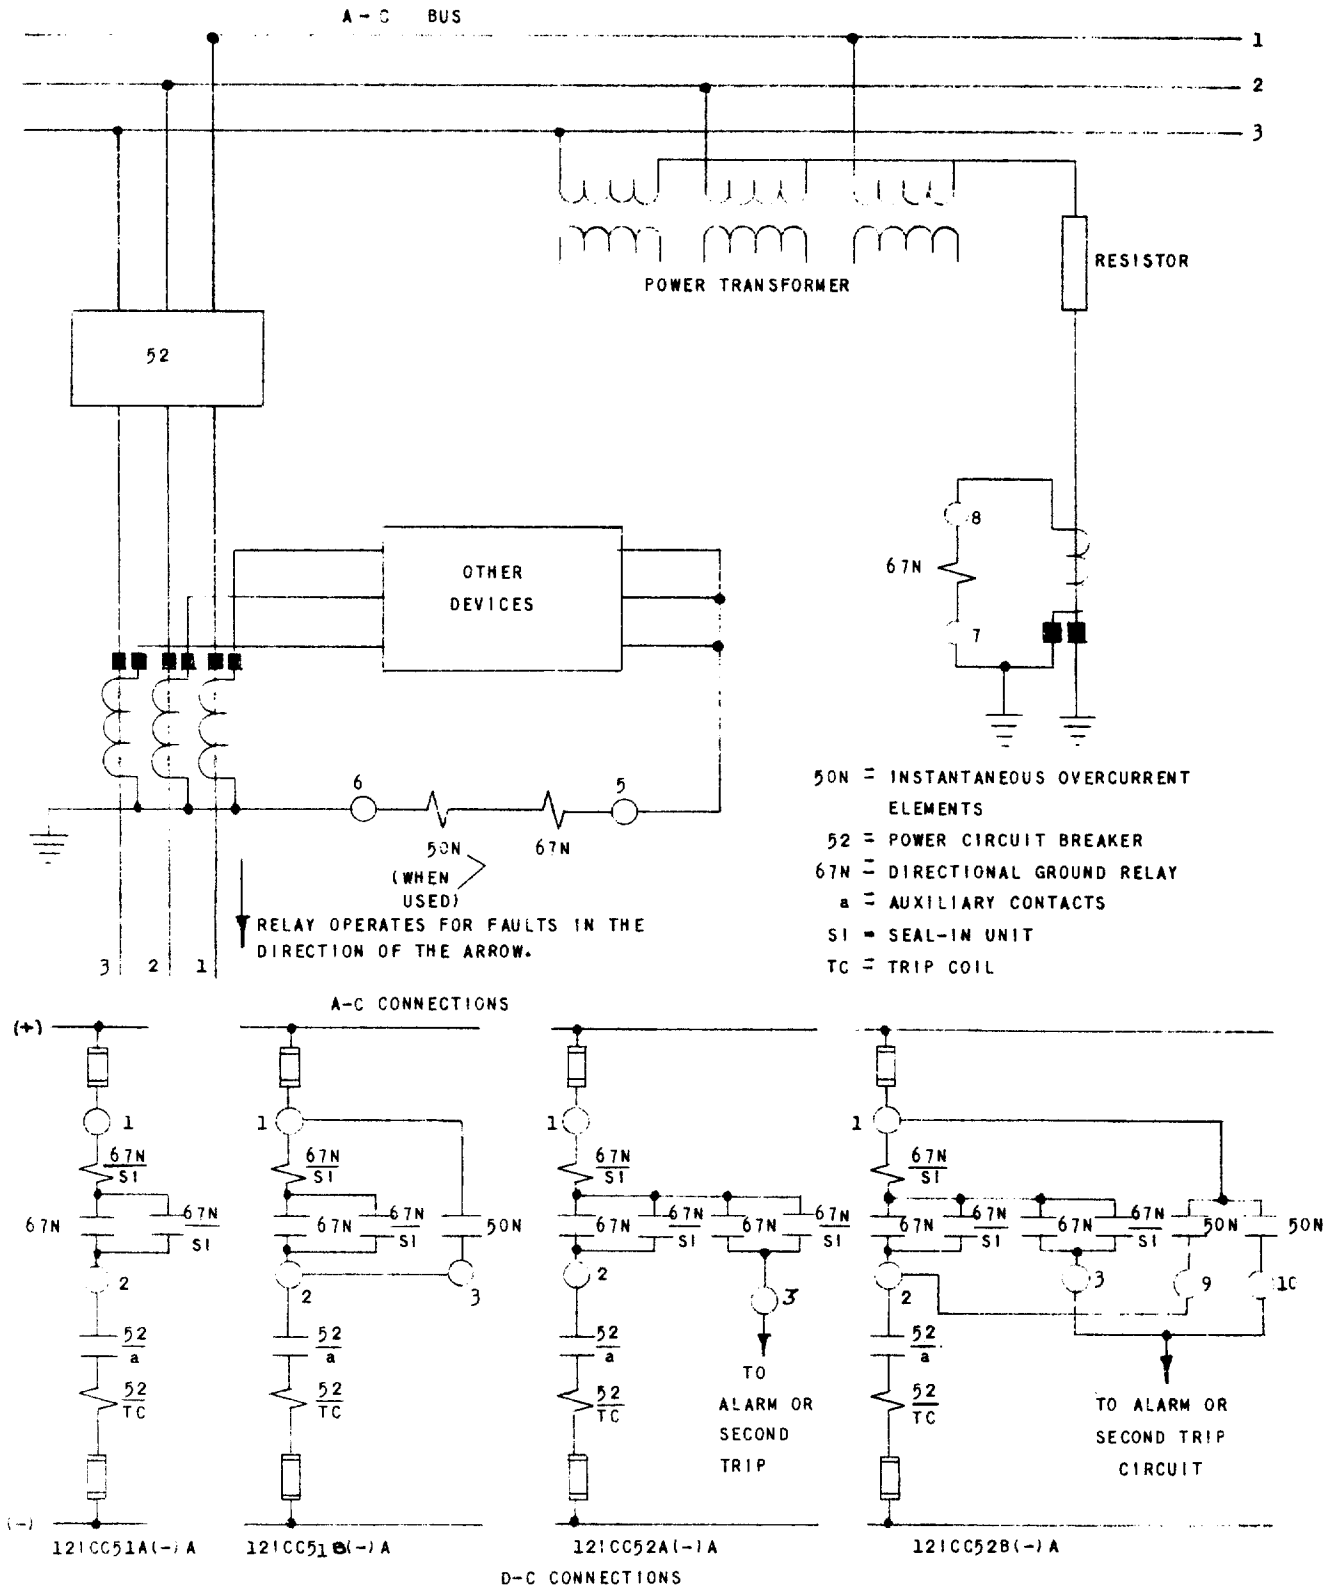 A-C BUS
1
2
3
RESISTOR
POWER TRANSFORMER
52
8
67N
7
OTHER
DEVICES
6
5
50N
67N
(WHEN
USED)
50N = INSTANTANEOUS OVERCURRENT
ELEMENTS
52 = POWER CIRCUIT BREAKER
67N = DIRECTIONAL GROUND RELAY
a = AUXILIARY CONTACTS
SI = SEAL-IN UNIT
TC = TRIP COIL
RELAY OPERATES FOR FAULTS IN THE
DIRECTION OF THE ARROW.
3 2 1
A-C CONNECTIONS
(+)
1
67N
SI
67N
67N
SI
2
52
a
52
TC
1
67N
SI
67N
67N
SI
50N
2
3
52
a
52
TC
1
67N
SI
67N
67N
SI
67N
67N
SI
2
3
52
a
52
TC
TO
ALARM OR
SECOND
TRIP
1
67N
SI
67N
67N
SI
67N
67N
SI
50N
50N
2
3
9
10
52
a
52
TC
TO ALARM OR
SECOND TRIP
CIRCUIT
(-)
12ICC51A(-)A
12ICC51B(-)A
12ICC52A(-)A
12ICC52B(-)A
D-C CONNECTIONS